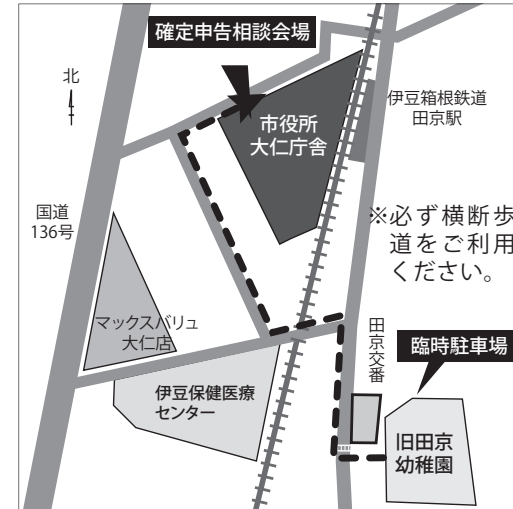 確定申告相談会場
北
市役所
大仁庁舎
伊豆箱根鉄道
田京駅
国道
136号
※必ず横断歩
道をご利用
ください。
マックスバリュ
大仁店
田京交番
臨時駐車場
伊豆保健医療
センター
旧田京
幼稚園